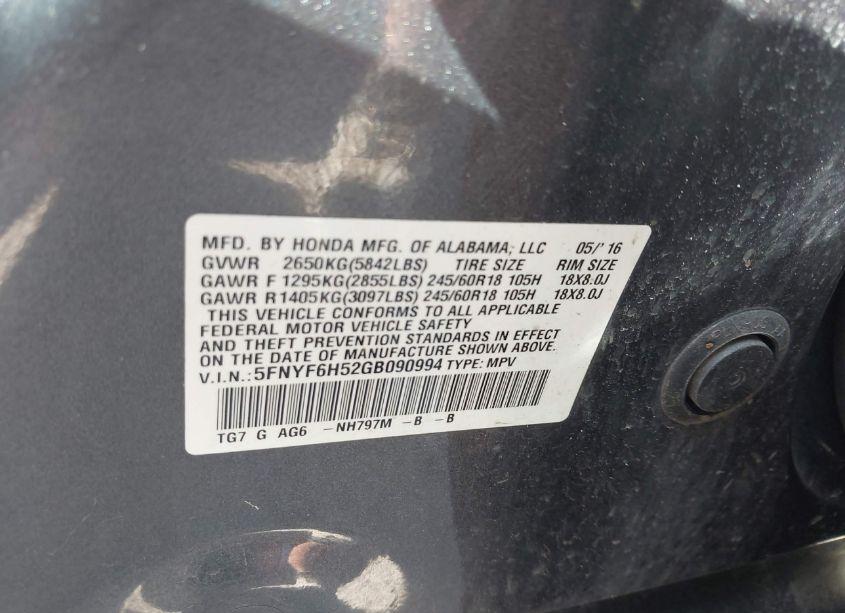 MFD. BY HONDA MFG. OF ALABAMA, LLC 05/'16
GVWR 2650KG(5842LBS) TIRE SIZE RIM SIZE
GAWR F 1295KG(2855LBS) 245/60R18 105H 18X8.0J
GAWR R 1405KG(3097LBS) 245/60R18 105H 18X8.0J
THIS VEHICLE CONFORMS TO ALL APPLICABLE
FEDERAL MOTOR VEHICLE SAFETY
AND THEFT PREVENTION STANDARDS IN EFFECT
ON THE DATE OF MANUFACTURE SHOWN ABOVE.
V.I.N.:5FNYF6H52GB090994 TYPE: MPV
TG7 G AG6 -NH797M -B -B